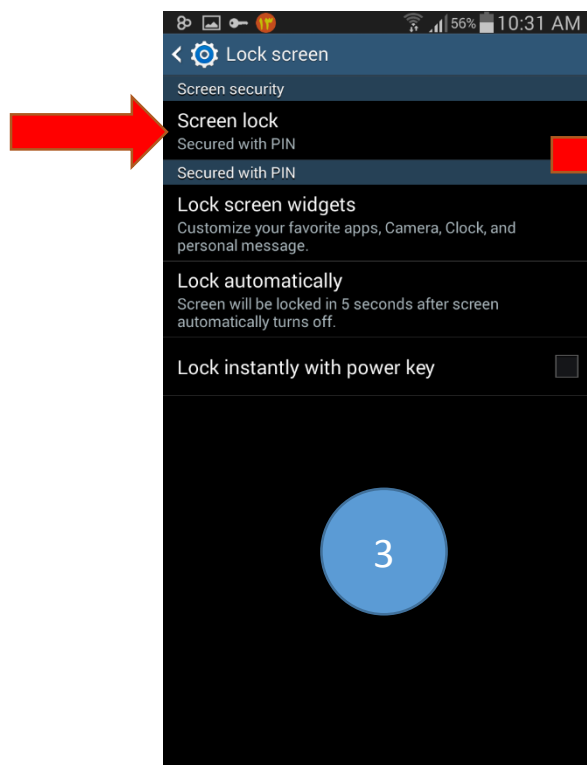 ۱۳ 56% 10:31 AM
Lock screen
Screen security
Screen lock
Secured with PIN
Secured with PIN
Lock screen widgets
Customize your favorite apps, Camera, Clock, and
personal message.
Lock automatically
Screen will be locked in 5 seconds after screen
automatically turns off.
Lock instantly with power key
3